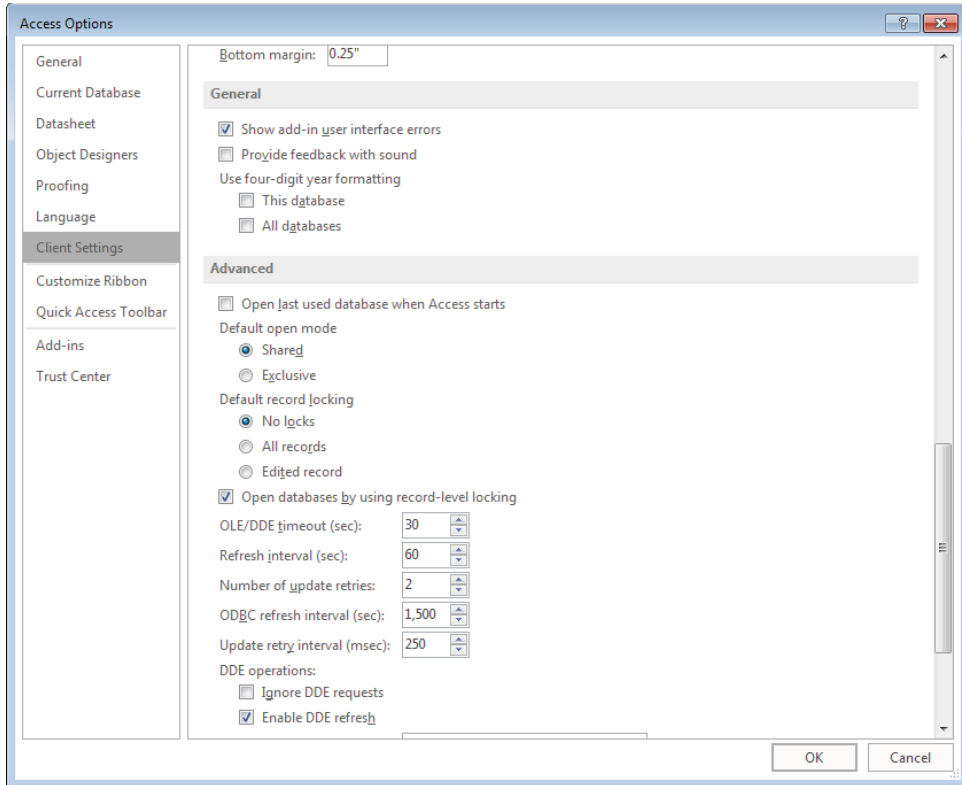 Access Options
General
Current Database
Datasheet
Object Designers
Proofing
Language
Client Settings
Customize Ribbon
Quick Access Toolbar
Add-ins
Trust Center
Bottom margin: 0.25"
General
Show add-in user interface errors
Provide feedback with sound
Use four-digit year formatting
This database
All databases
Advanced
Open last used database when Access starts
Default open mode
Shared
Exclusive
Default record locking
No locks
All records
Edited record
Open databases by using record-level locking
OLE/DDE timeout (sec): 30
Refresh interval (sec): 60
Number of update retries: 2
ODBC refresh interval (sec): 1,500
Update retry interval (msec): 250
DDE operations:
Ignore DDE requests
Enable DDE refresh
OK Cancel